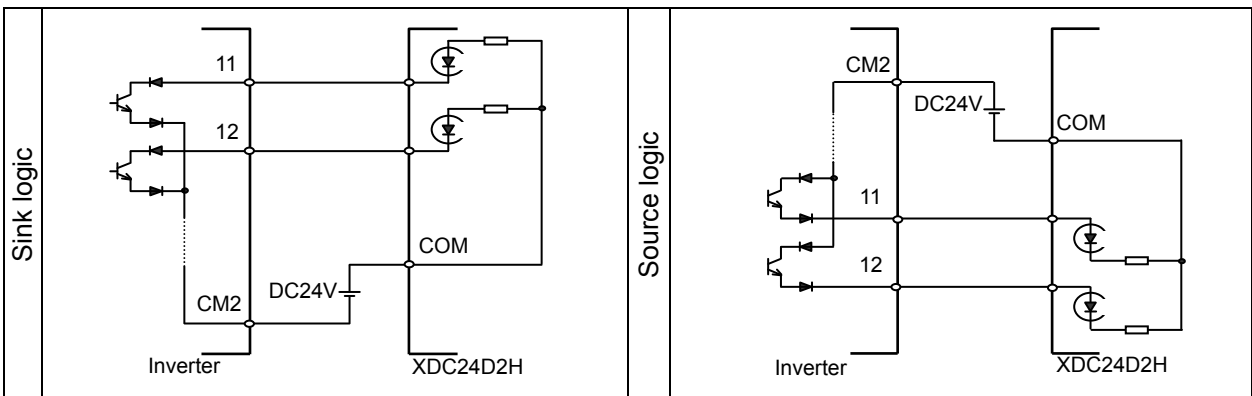 Sink logic
11
12
COM
DC24V
CM2
Inverter
XDC24D2H
Source logic
CM2
DC24V
COM
11
12
Inverter
XDC24D2H